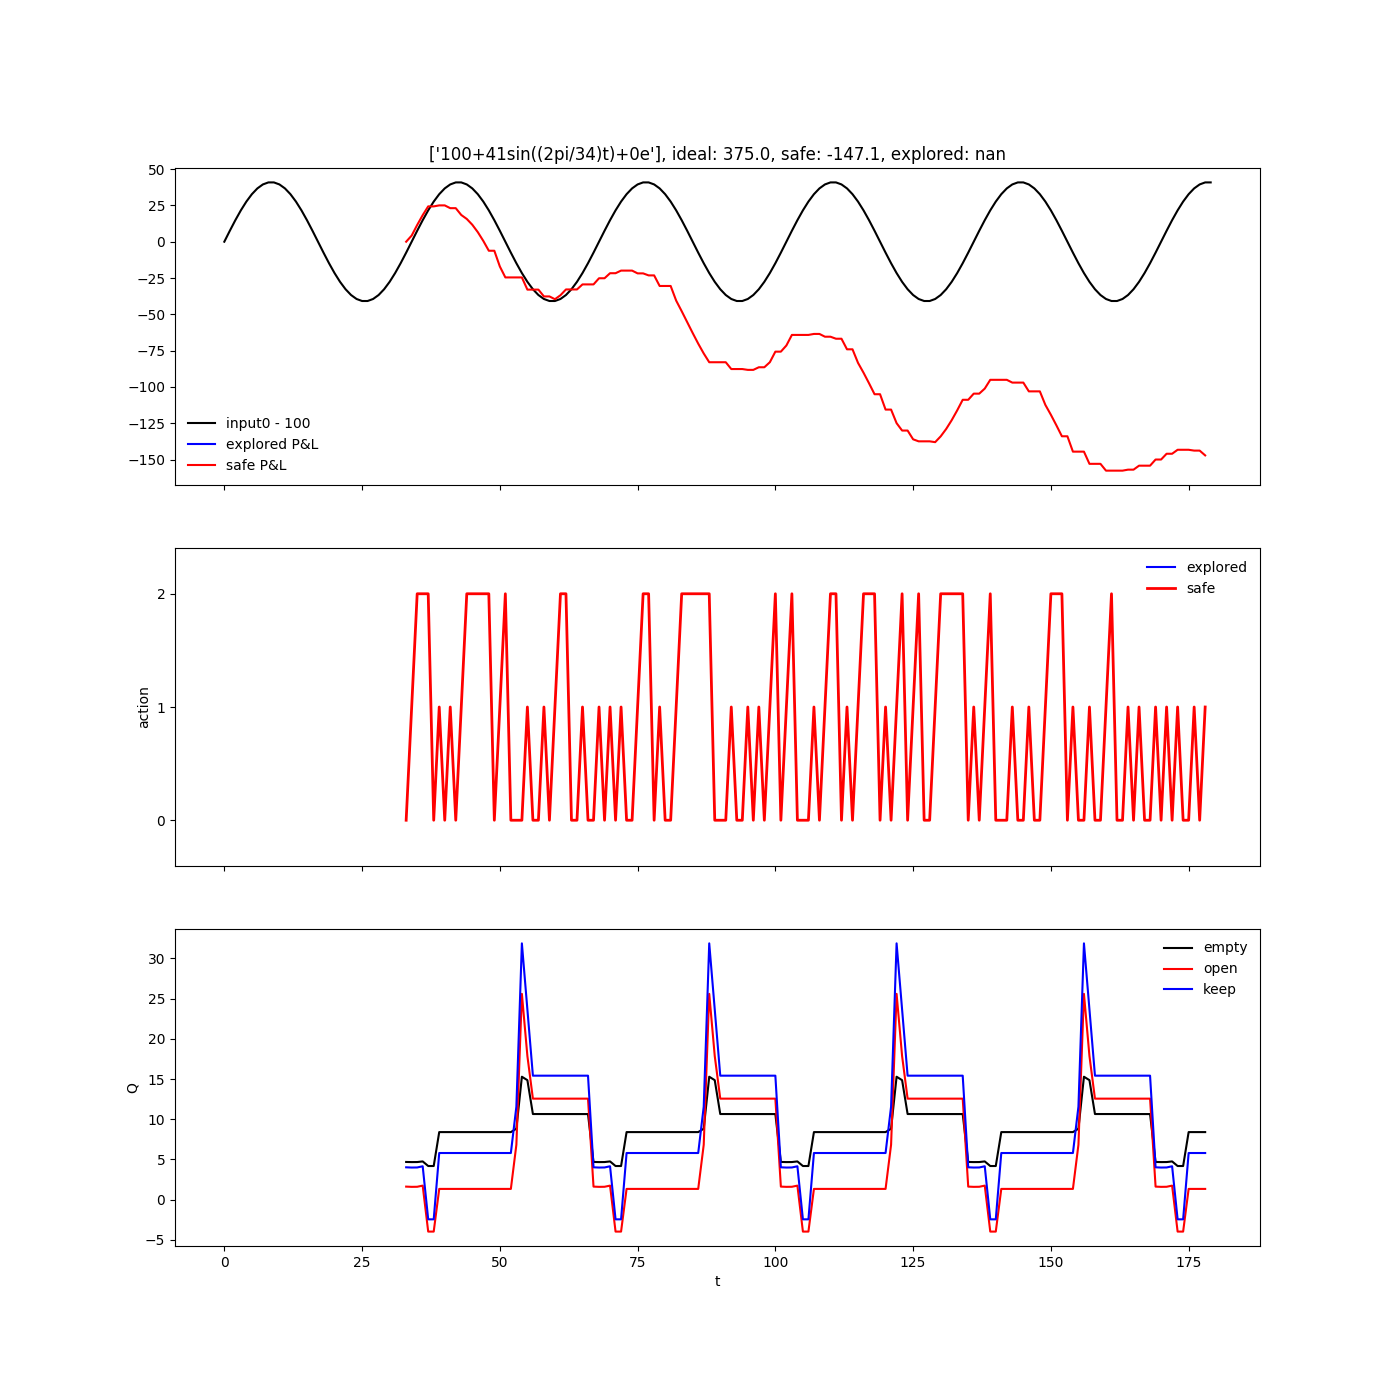 ['100+41sin((2pi/34)t)+0e'], ideal: 375.0, safe: -147.1, explored: nan
50
25
0
−25
−50
−75
−100
−125
−150
input0 - 100
explored P&L
safe P&L
action
2
1
0
explored
safe
Q
30
25
20
15
10
5
0
−5
empty
open
keep
0 25 50 75 100 125 150 175
t